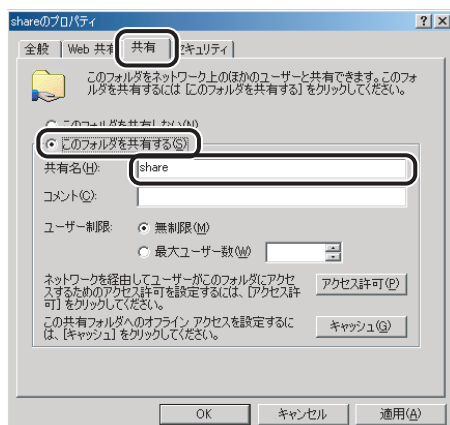 shareのプロパティ
全般 Web 共有 共有 セキュリティ
このフォルダをネットワーク上のほかのユーザーと共有できます。このフォ
ルダを共有するには [このフォルダを共有する] をクリックしてください。
このフォルダを共有しない(N)
このフォルダを共有する(S)
共有名(H): share
コメント(C):
ユーザー制限: 無制限(M)
最大ユーザー数(W)
ネットワークを経由してユーザーがこのフォルダにアクセ
スするためのアクセス許可を設定するには、[アクセス許
可] をクリックしてください。
アクセス許可(P)
この共有フォルダへのオフライン アクセスを設定するに
は、[キャッシュ] をクリックしてください。
キャッシュ(G)
OK キャンセル 適用(A)